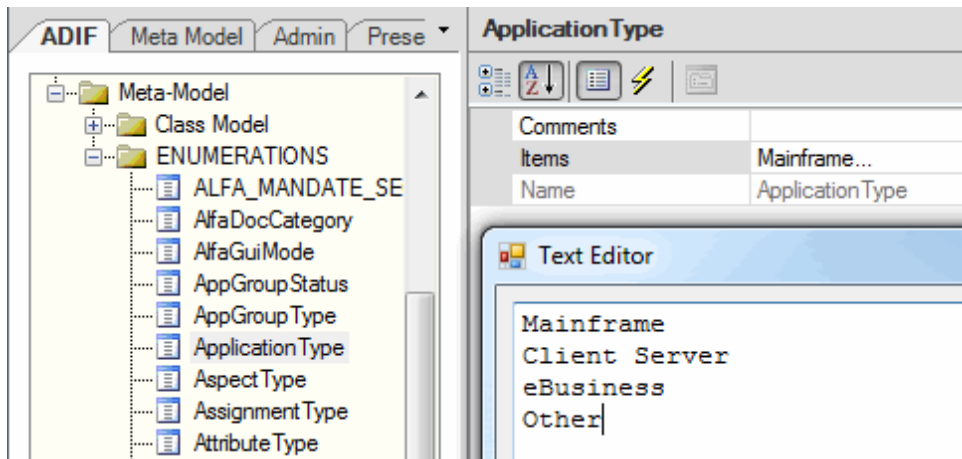 ADIF Meta Model Admin Prese
Meta-Model
Class Model
ENUMERATIONS
ALFA_MANDATE_SE
AlfaDocCategory
AlfaGuiMode
AppGroupStatus
AppGroupType
ApplicationType
AspectType
AssignmentType
AttributeType
ApplicationType
Comments
Items Mainframe...
Name ApplicationType
Text Editor
Mainframe
Client Server
eBusiness
Other